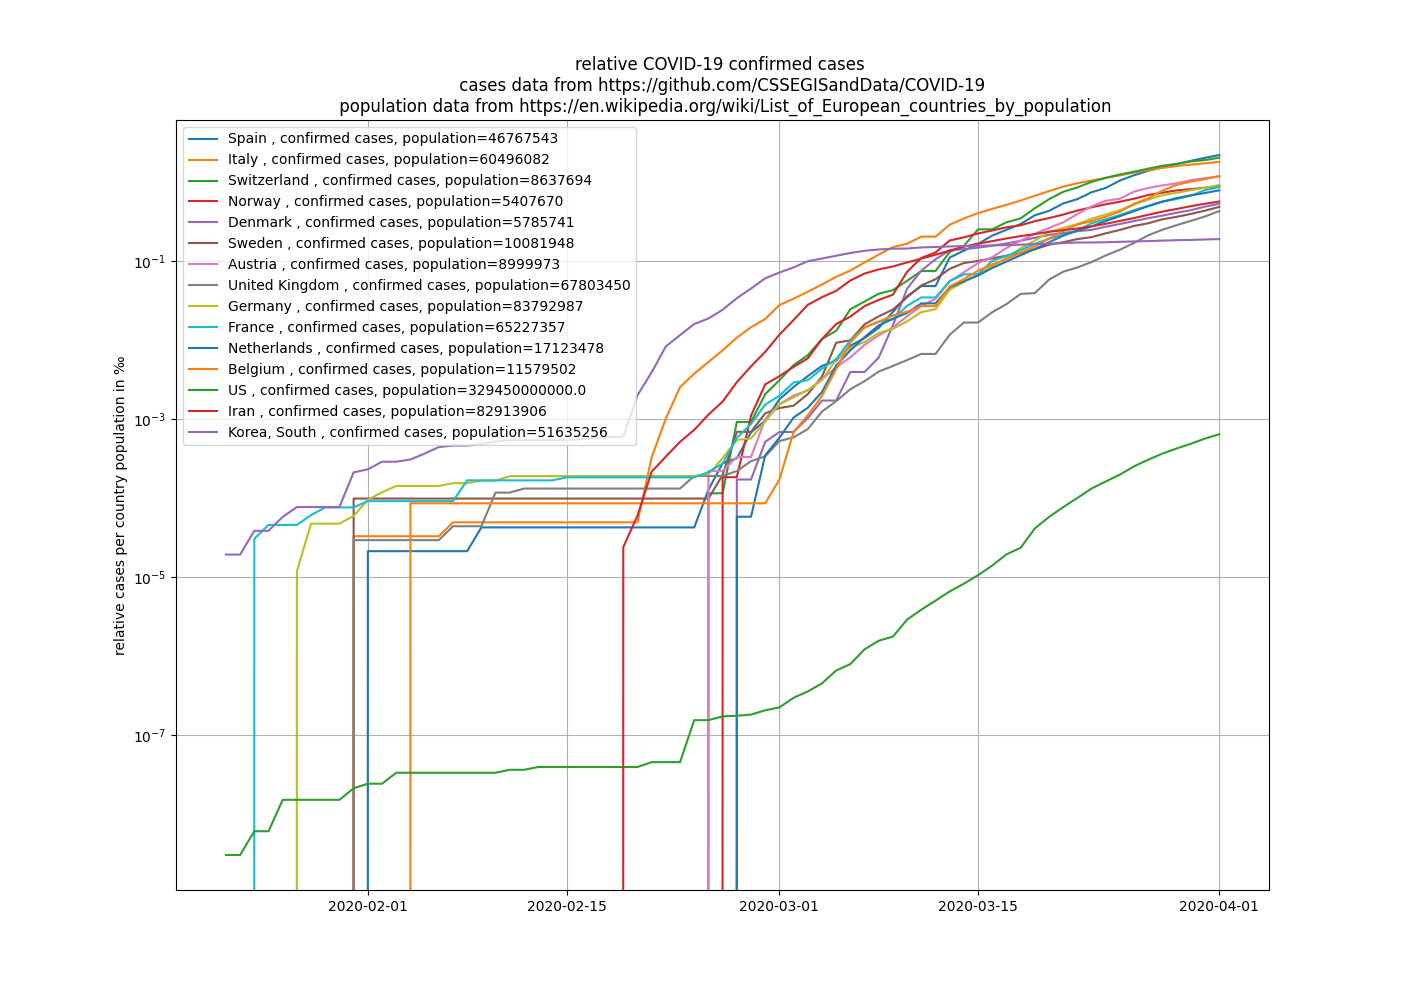 relative COVID-19 confirmed cases
cases data from https://github.com/CSSEGISandData/COVID-19
population data from https://en.wikipedia.org/wiki/List_of_European_countries_by_population
Spain , confirmed cases, population=46767543
Italy , confirmed cases, population=60496082
Switzerland , confirmed cases, population=8637694
Norway , confirmed cases, population=5407670
Denmark , confirmed cases, population=5785741
Sweden , confirmed cases, population=10081948
Austria , confirmed cases, population=8999973
United Kingdom , confirmed cases, population=67803450
Germany , confirmed cases, population=83792987
France , confirmed cases, population=65227357
Netherlands , confirmed cases, population=17123478
Belgium , confirmed cases, population=11579502
US , confirmed cases, population=329450000000.0
Iran , confirmed cases, population=82913906
Korea, South , confirmed cases, population=51635256
relative cases per country population in ‰
10⁻¹
10⁻³
10⁻⁵
10⁻⁷
2020-02-01
2020-02-15
2020-03-01
2020-03-15
2020-04-01